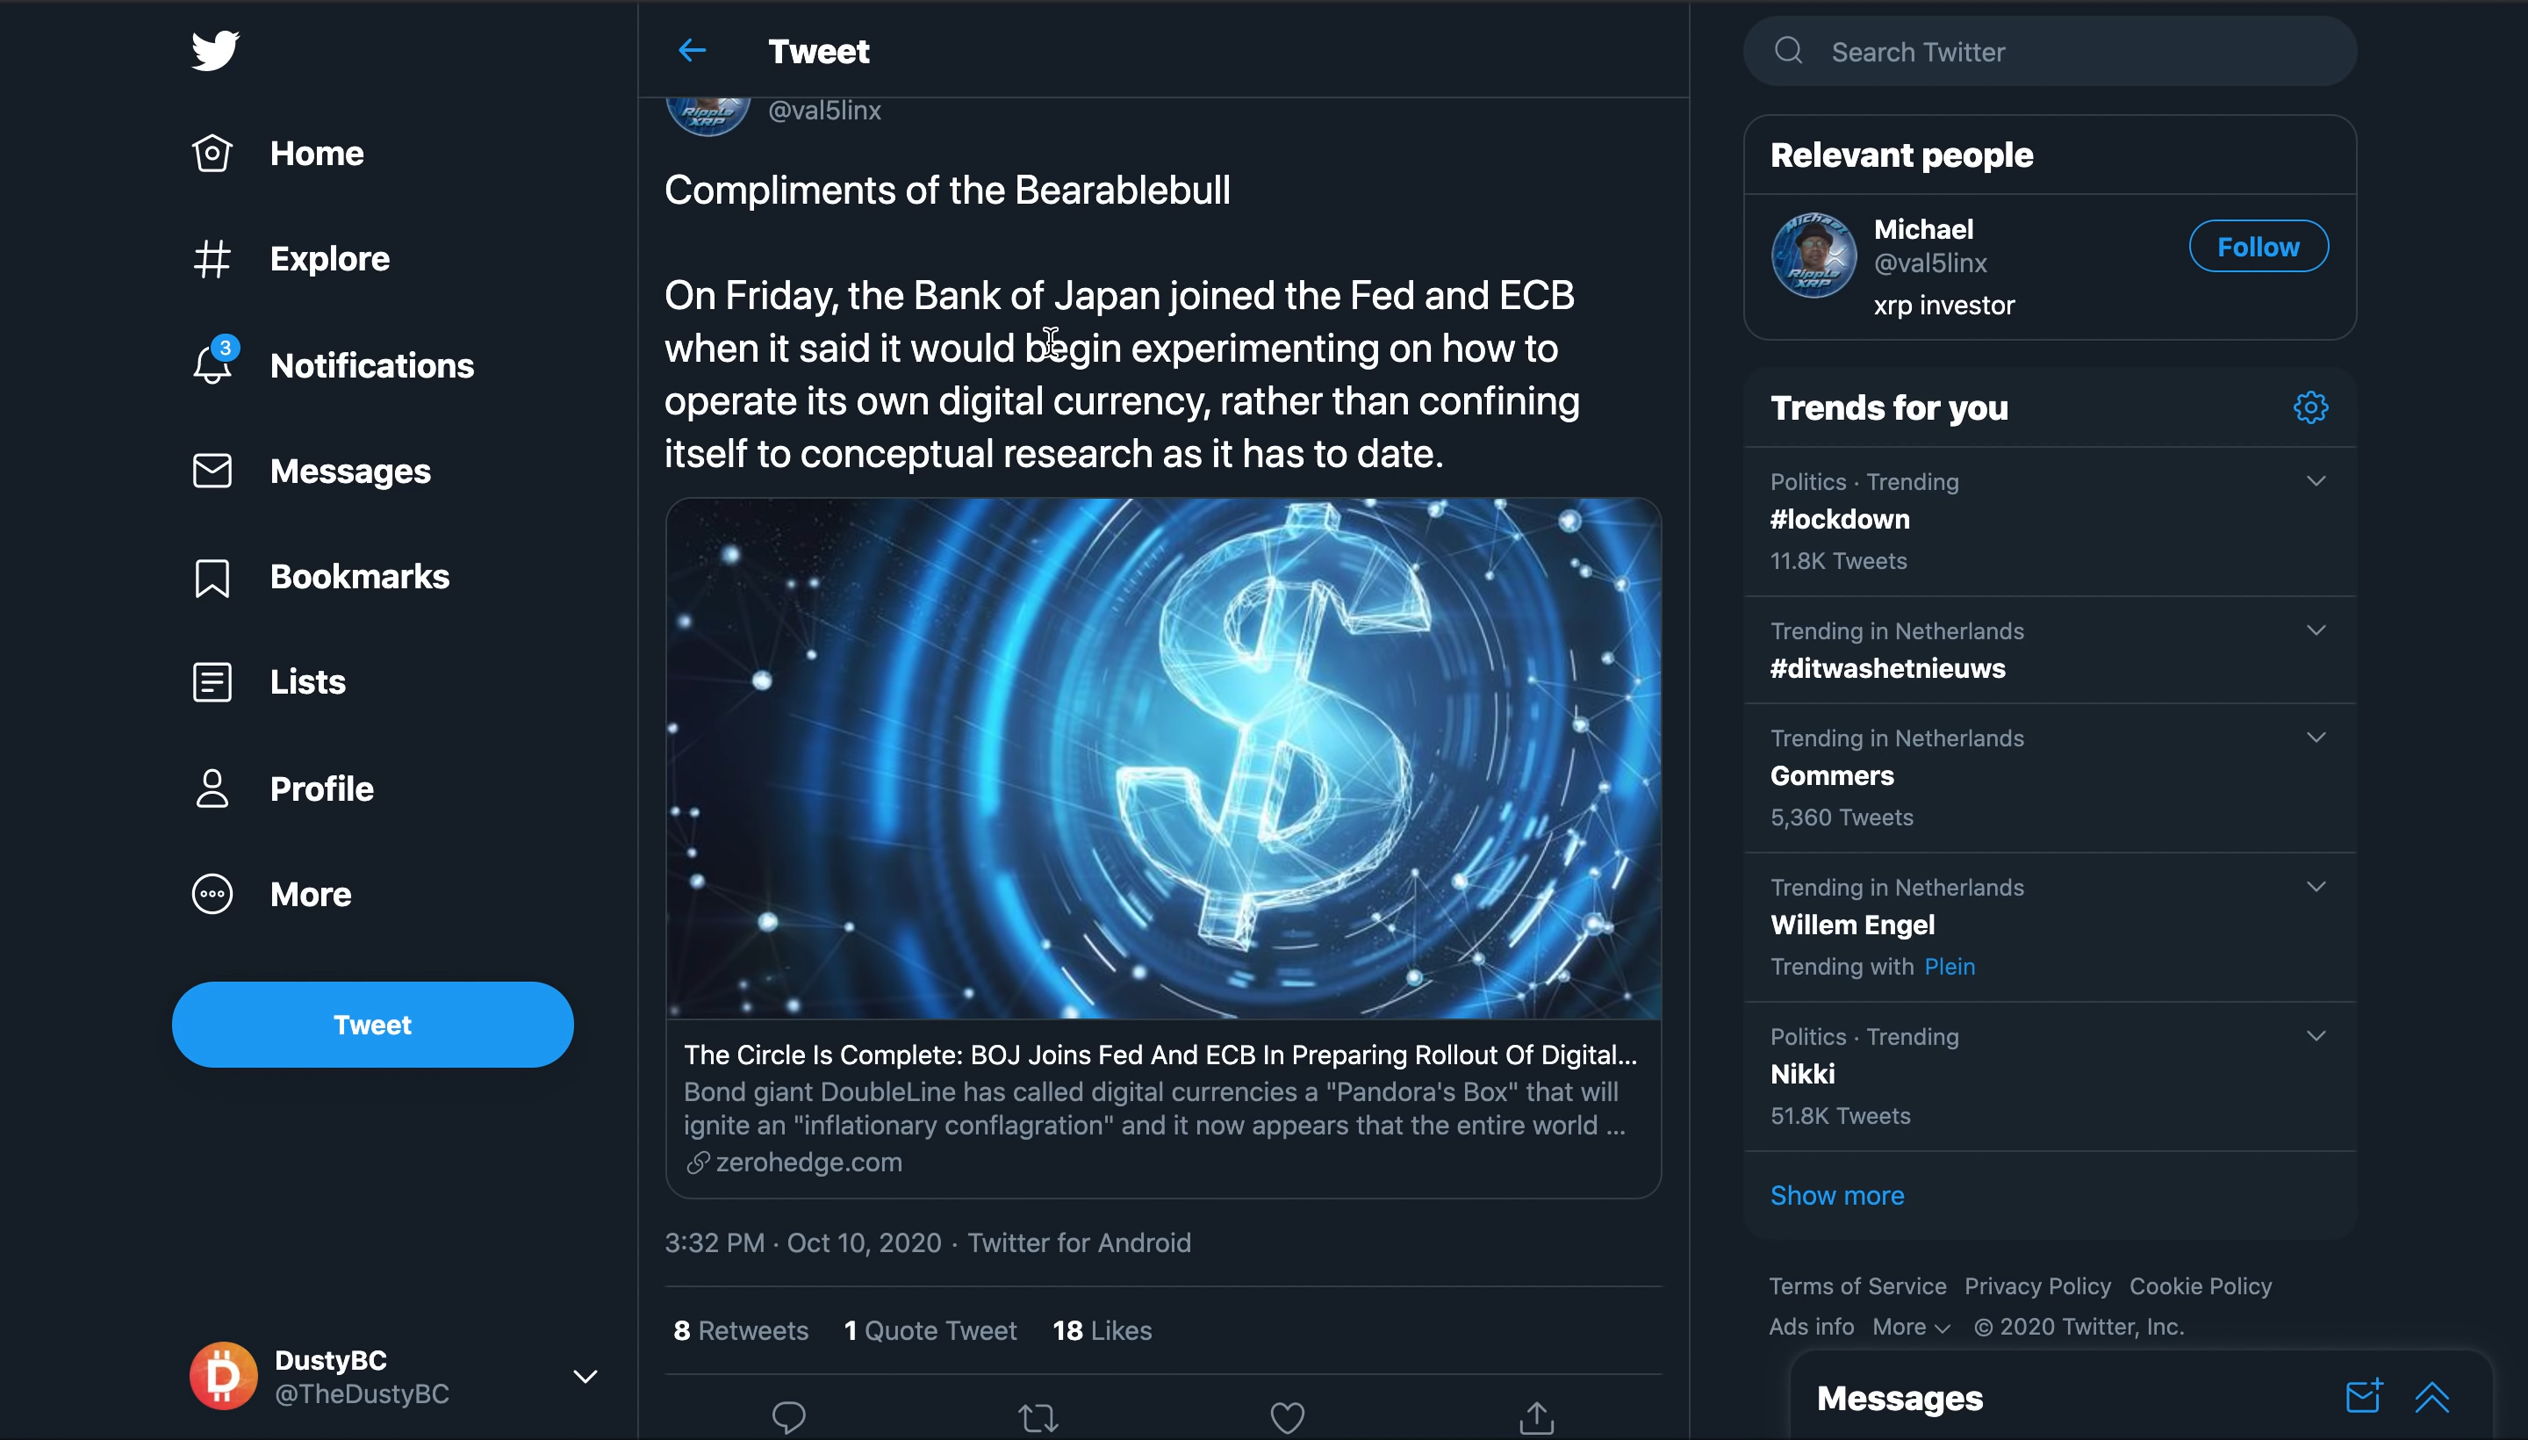 Home
Explore
3
Notifications
Messages
Bookmarks
Lists
Profile
More
Tweet
DustyBC
@TheDustyBC
Tweet
Ripple
XRP
@val5linx
Compliments of the Bearablebull
On Friday, the Bank of Japan joined the Fed and ECB
when it said it would begin experimenting on how to
operate its own digital currency, rather than confining
itself to conceptual research as it has to date.
The Circle Is Complete: BOJ Joins Fed And ECB In Preparing Rollout Of Digital...
Bond giant DoubleLine has called digital currencies a "Pandora's Box" that will
ignite an "inflationary conflagration" and it now appears that the entire world ...
zerohedge.com
3:32 PM · Oct 10, 2020 · Twitter for Android
8 Retweets 1 Quote Tweet 18 Likes
Search Twitter
Relevant people
Michael
Ripple
XRP
Michael
@val5linx
xrp investor
Follow
Trends for you
Politics · Trending
#lockdown
11.8K Tweets
Trending in Netherlands
#ditwashetnieuws
Trending in Netherlands
Gommers
5,360 Tweets
Trending in Netherlands
Willem Engel
Trending with Plein
Politics · Trending
Nikki
51.8K Tweets
Show more
Terms of Service Privacy Policy Cookie Policy
Ads info More © 2020 Twitter, Inc.
Messages